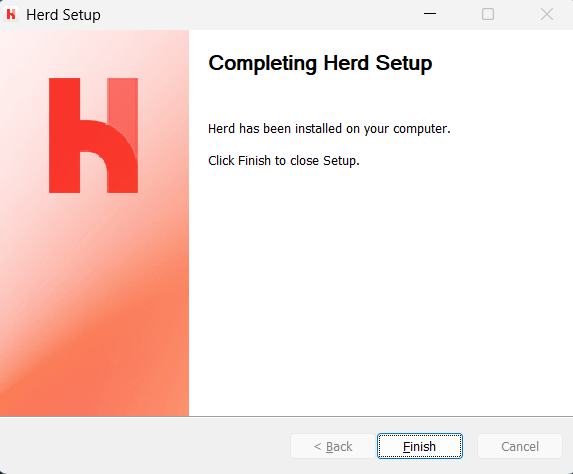 Herd Setup
Completing Herd Setup
Herd has been installed on your computer.
Click Finish to close Setup.
< Back
Finish
Cancel